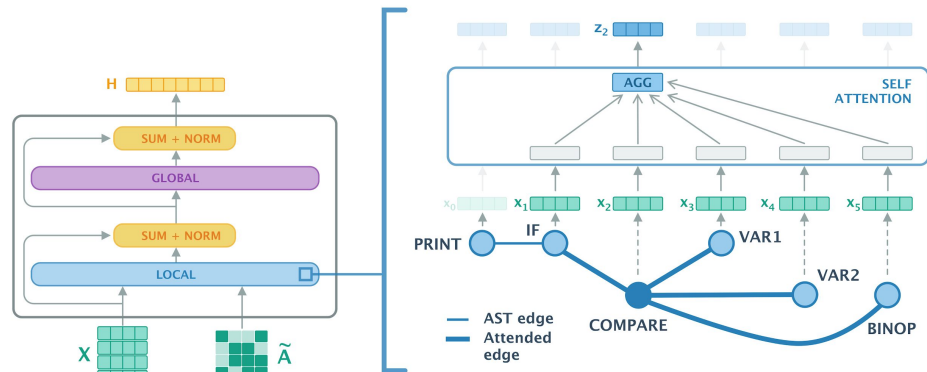 H
SUM + NORM
GLOBAL
SUM + NORM
LOCAL
X
Ã
z₂
AGG
SELF
ATTENTION
x₀
x₁
x₂
x₃
x₄
x₅
PRINT
IF
VAR1
VAR2
COMPARE
BINOP
AST edge
Attended
edge